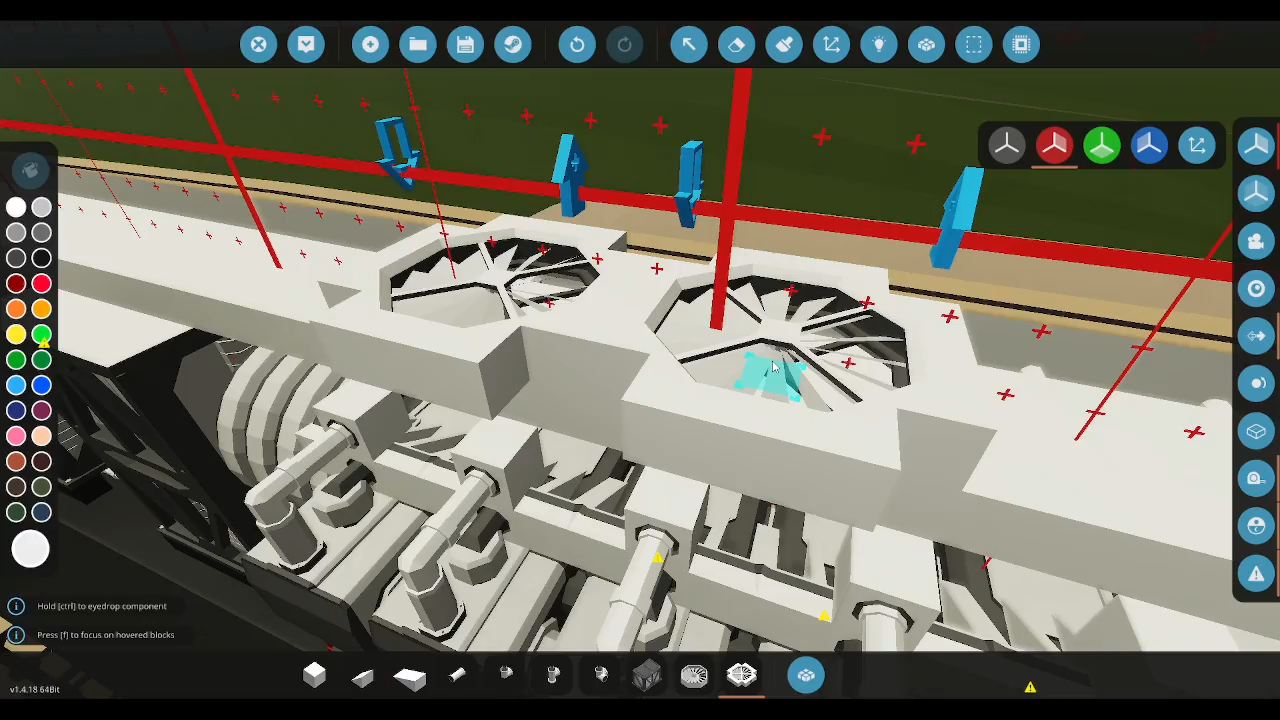 Hold [ctrl] to eyedrop component
Press [f] to focus on hovered blocks
v1.4.18 64Bit